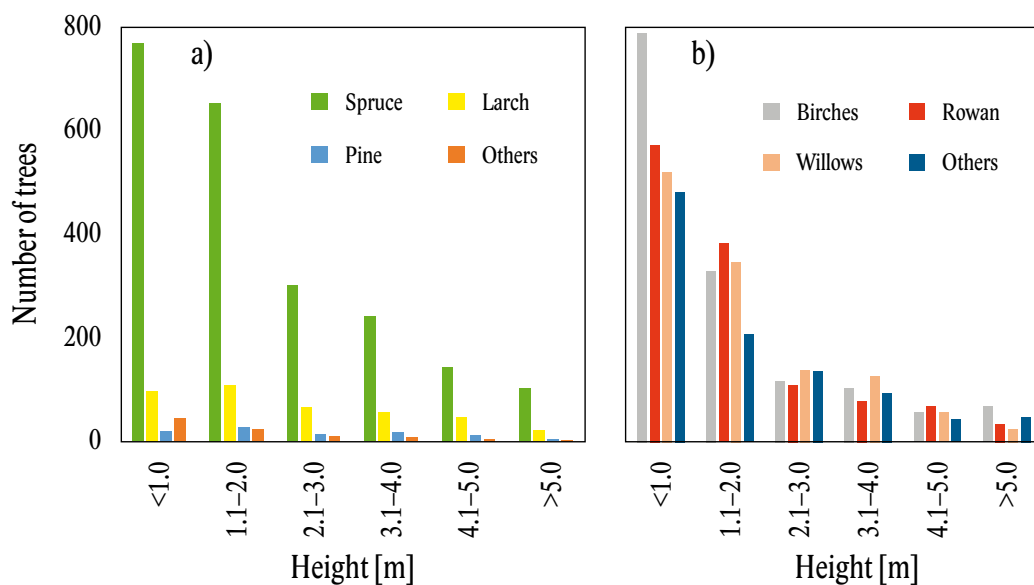 a)
Spruce
Larch
Pine
Others
Number of trees
800
600
400
200
0
<1.0
1.1–2.0
2.1–3.0
3.1–4.0
4.1–5.0
>5.0
Height [m]
b)
Birches
Rowan
Willows
Others
<1.0
1.1–2.0
2.1–3.0
3.1–4.0
4.1–5.0
>5.0
Height [m]